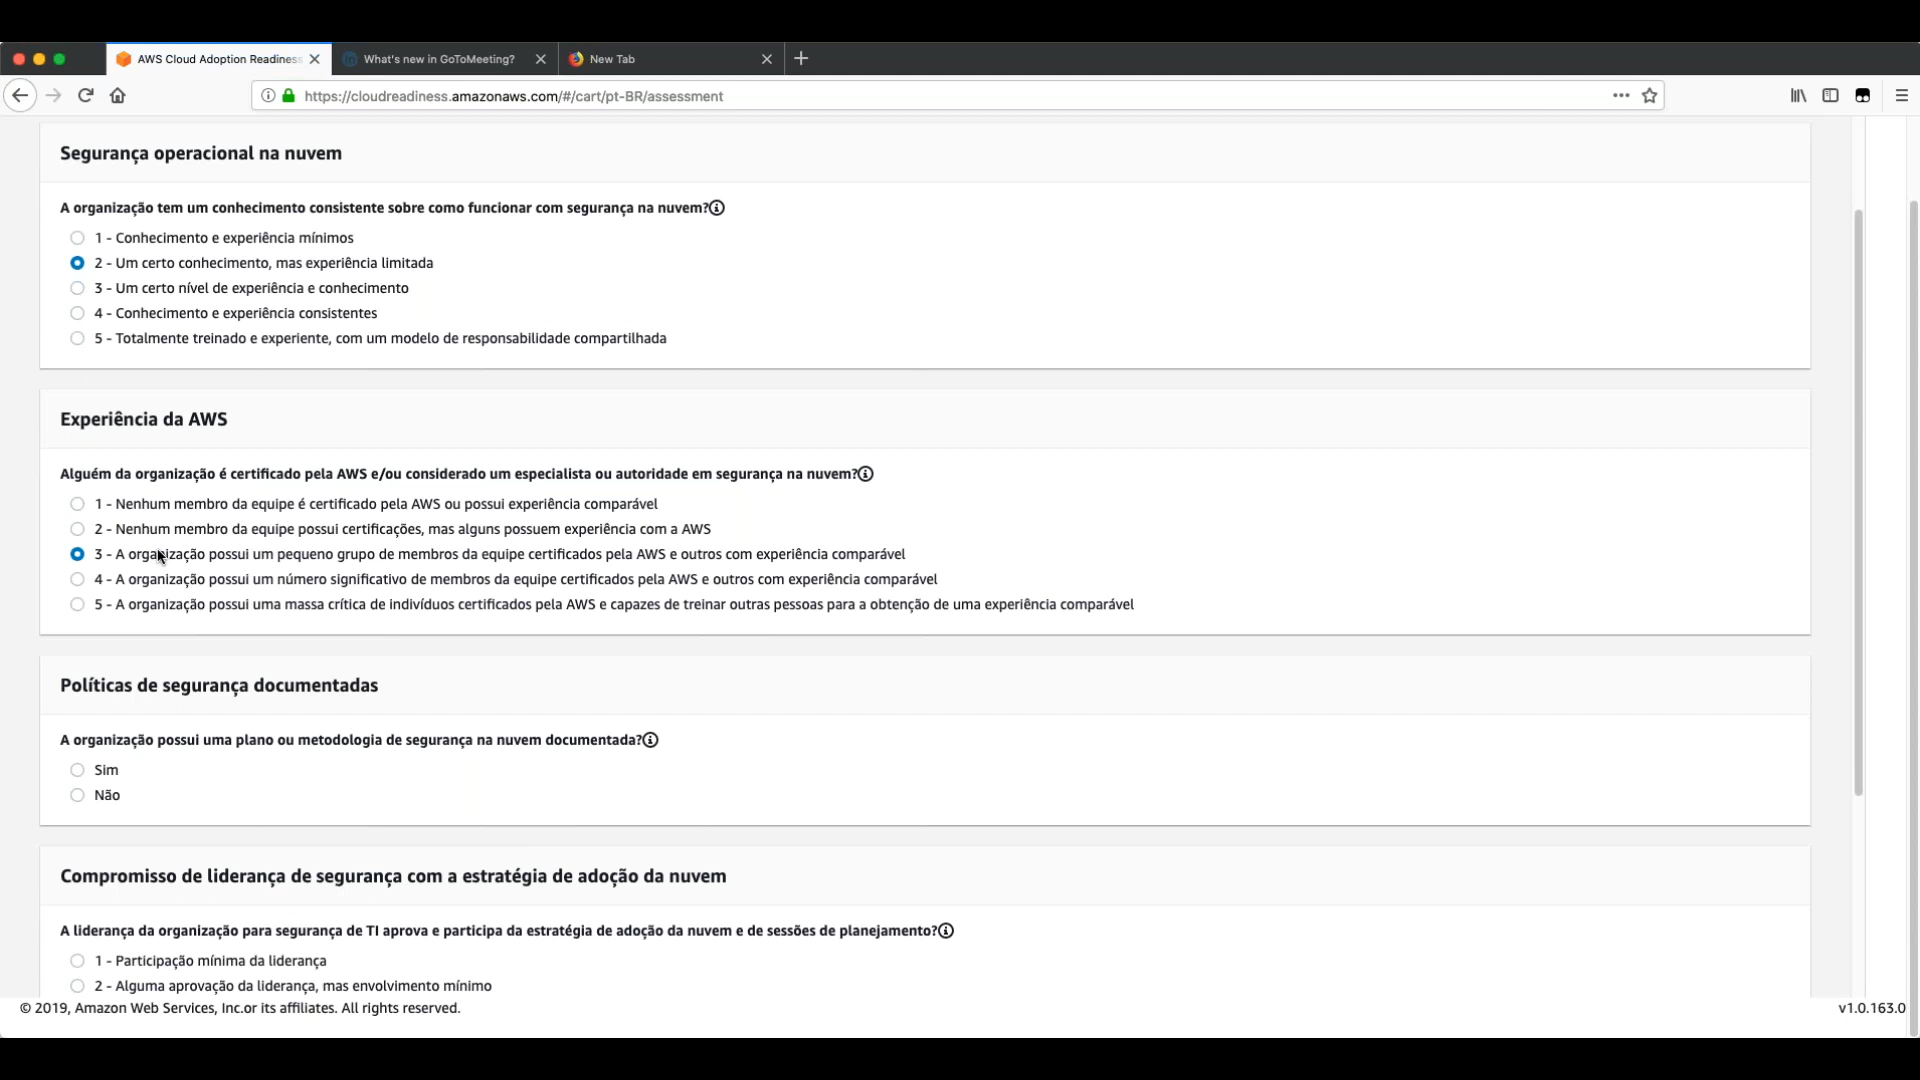 AWS Cloud Adoption Readiness
What's new in GoToMeeting?
New Tab
https://cloudreadiness.amazonaws.com/#/cart/pt-BR/assessment
Segurança operacional na nuvem
A organização tem um conhecimento consistente sobre como funcionar com segurança na nuvem?
1 - Conhecimento e experiência mínimos
2 - Um certo conhecimento, mas experiência limitada
3 - Um certo nível de experiência e conhecimento
4 - Conhecimento e experiência consistentes
5 - Totalmente treinado e experiente, com um modelo de responsabilidade compartilhada
Experiência da AWS
Alguém da organização é certificado pela AWS e/ou considerado um especialista ou autoridade em segurança na nuvem?
1 - Nenhum membro da equipe é certificado pela AWS ou possui experiência comparável
2 - Nenhum membro da equipe possui certificações, mas alguns possuem experiência com a AWS
3 - A organização possui um pequeno grupo de membros da equipe certificados pela AWS e outros com experiência comparável
4 - A organização possui um número significativo de membros da equipe certificados pela AWS e outros com experiência comparável
5 - A organização possui uma massa crítica de indivíduos certificados pela AWS e capazes de treinar outras pessoas para a obtenção de uma experiência comparável
Políticas de segurança documentadas
A organização possui uma plano ou metodologia de segurança na nuvem documentada?
Sim
Não
Compromisso de liderança de segurança com a estratégia de adoção da nuvem
A liderança da organização para segurança de TI aprova e participa da estratégia de adoção da nuvem e de sessões de planejamento?
1 - Participação mínima da liderança
2 - Alguma aprovação da liderança, mas envolvimento mínimo
© 2019, Amazon Web Services, Inc.or its affiliates. All rights reserved.
v1.0.163.0